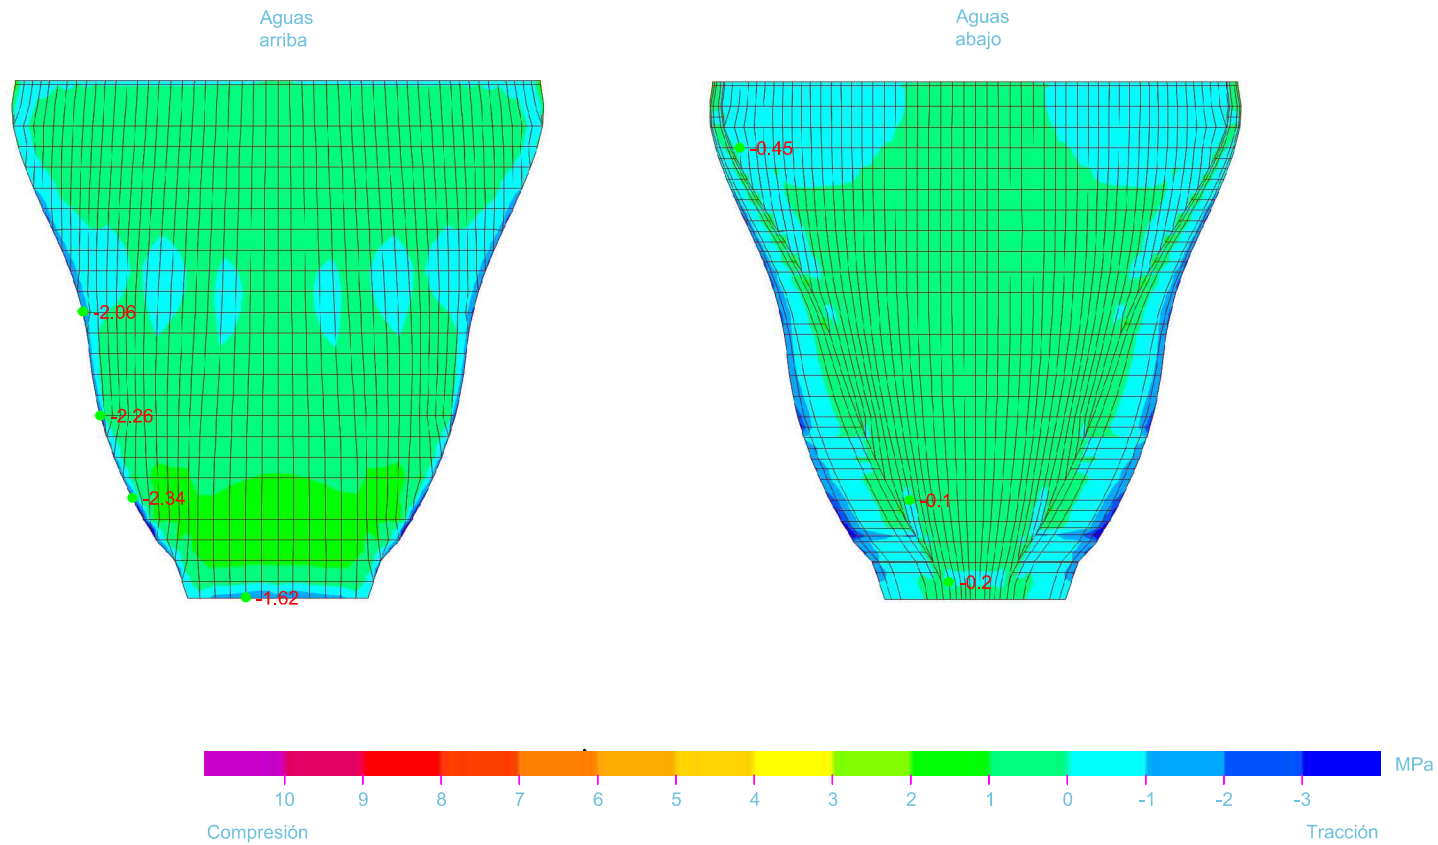 Aguas
arriba
Aguas
abajo
-0.45
-2.06
-2.26
-2.34
-0.1
-0.2
-1.62
MPa
10 9 8 7 6 5 4 3 2 1 0 -1 -2 -3
Compresión
Tracción